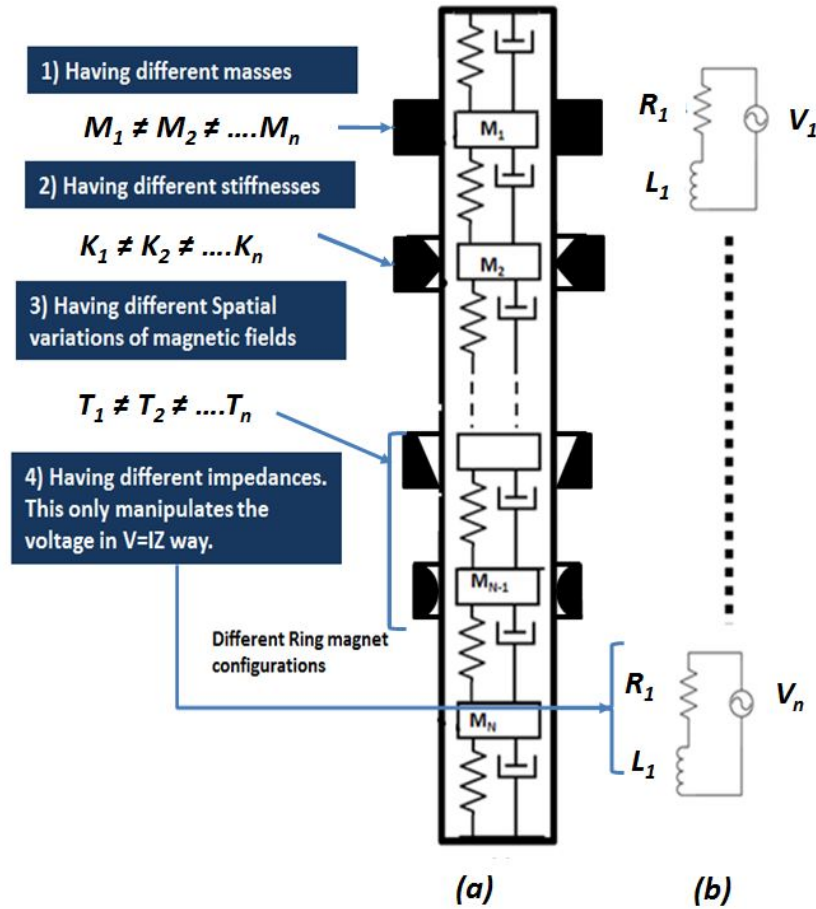 1) Having different masses
M1 ≠ M2 ≠ ....Mn
2) Having different stiffnesses
K1 ≠ K2 ≠ ....Kn
3) Having different Spatial
variations of magnetic fields
T1 ≠ T2 ≠ ....Tn
4) Having different impedances.
This only manipulates the
voltage in V=IZ way.
Different Ring magnet
configurations
M1
M2
MN-1
MN
R1
V1
L1
R1
Vn
L1
(a)
(b)